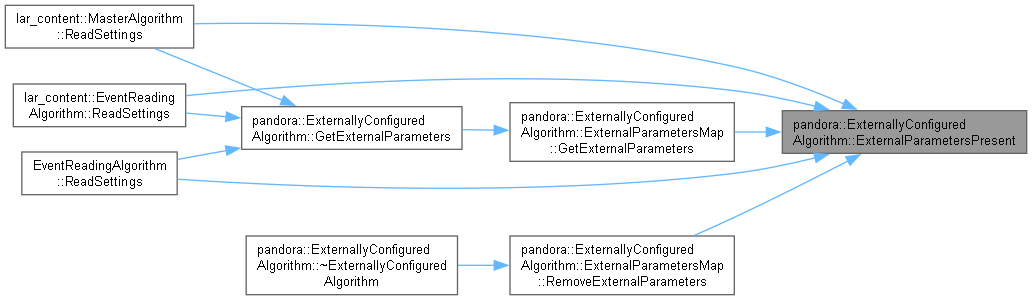 lar_content::MasterAlgorithm
::ReadSettings
lar_content::EventReading
Algorithm::ReadSettings
EventReadingAlgorithm
::ReadSettings
pandora::ExternallyConfigured
Algorithm::GetExternalParameters
pandora::ExternallyConfigured
Algorithm::~ExternallyConfigured
Algorithm
pandora::ExternallyConfigured
Algorithm::ExternalParametersMap
::GetExternalParameters
pandora::ExternallyConfigured
Algorithm::ExternalParametersMap
::RemoveExternalParameters
pandora::ExternallyConfigured
Algorithm::ExternalParametersPresent